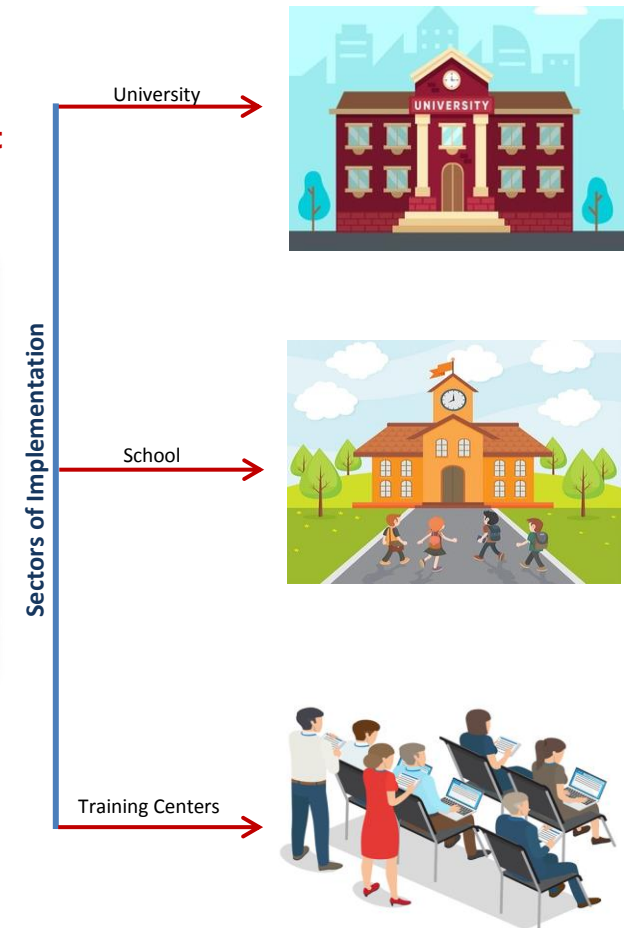 University
UNIVERSITY
Sectors of Implementation
School
Training Centers